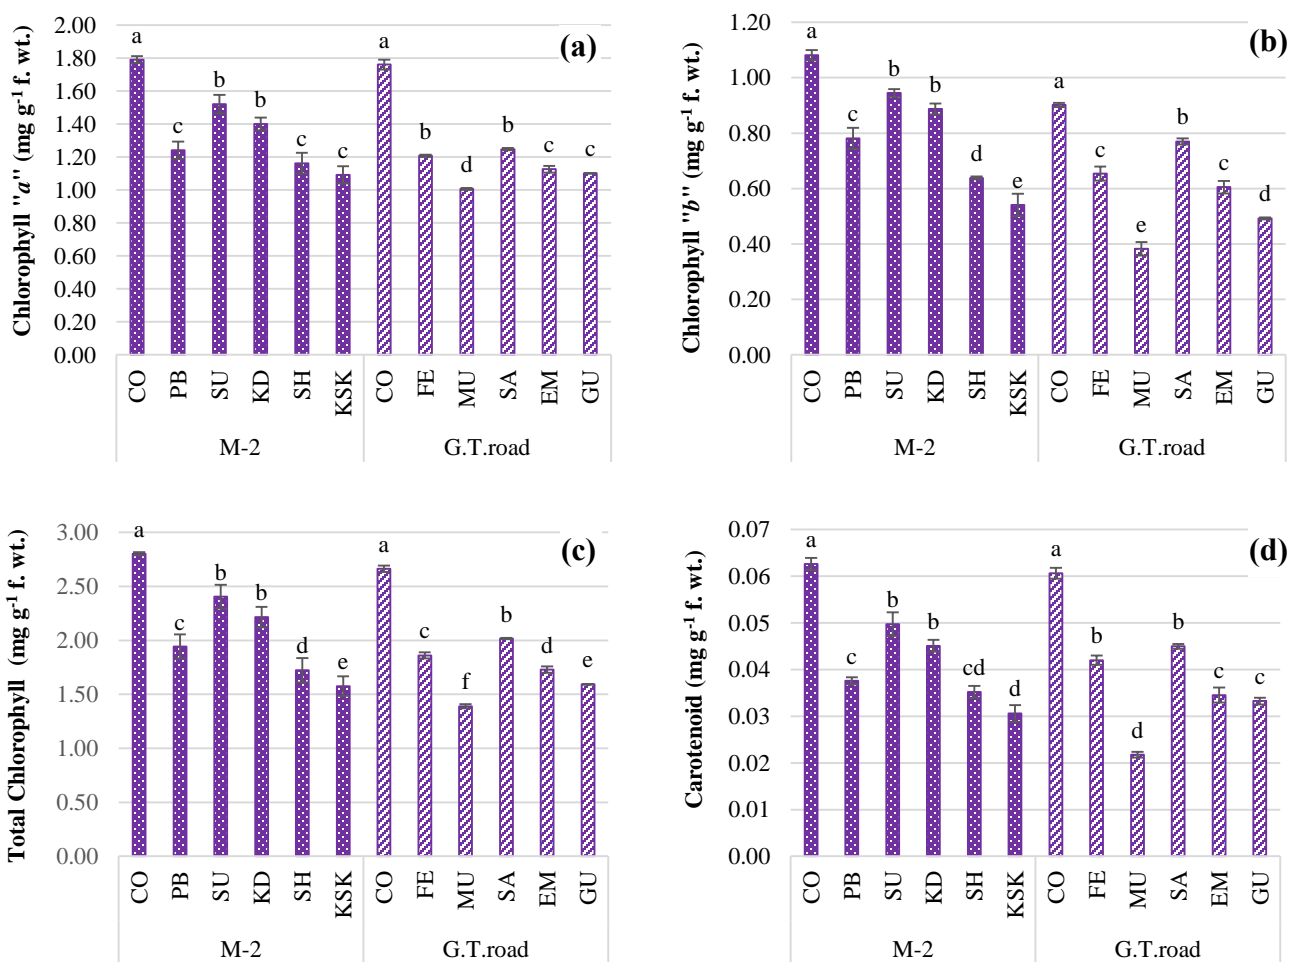 (a)
Chlorophyll "a" (mg g-1 f. wt.)
2.00
1.80
1.60
1.40
1.20
1.00
0.80
0.60
0.40
0.20
0.00
a c b b c c a b d b c c
CO PB SU KD SH KSK CO FE MU SA EM GU
M-2 G.T.road
(b)
Chlorophyll "b" (mg g-1 f. wt.)
1.20
1.00
0.80
0.60
0.40
0.20
0.00
a c b b d e a c e b c d
CO PB SU KD SH KSK CO FE MU SA EM GU
M-2 G.T.road
(c)
Total Chlorophyll (mg g-1 f. wt.)
3.00
2.50
2.00
1.50
1.00
0.50
0.00
a c b b d e a c f b d e
CO PB SU KD SH KSK CO FE MU SA EM GU
M-2 G.T.road
(d)
Carotenoid (mg g-1 f. wt.)
0.07
0.06
0.05
0.04
0.03
0.02
0.01
0.00
a c b b cd d a b d b c c
CO PB SU KD SH KSK CO FE MU SA EM GU
M-2 G.T.road